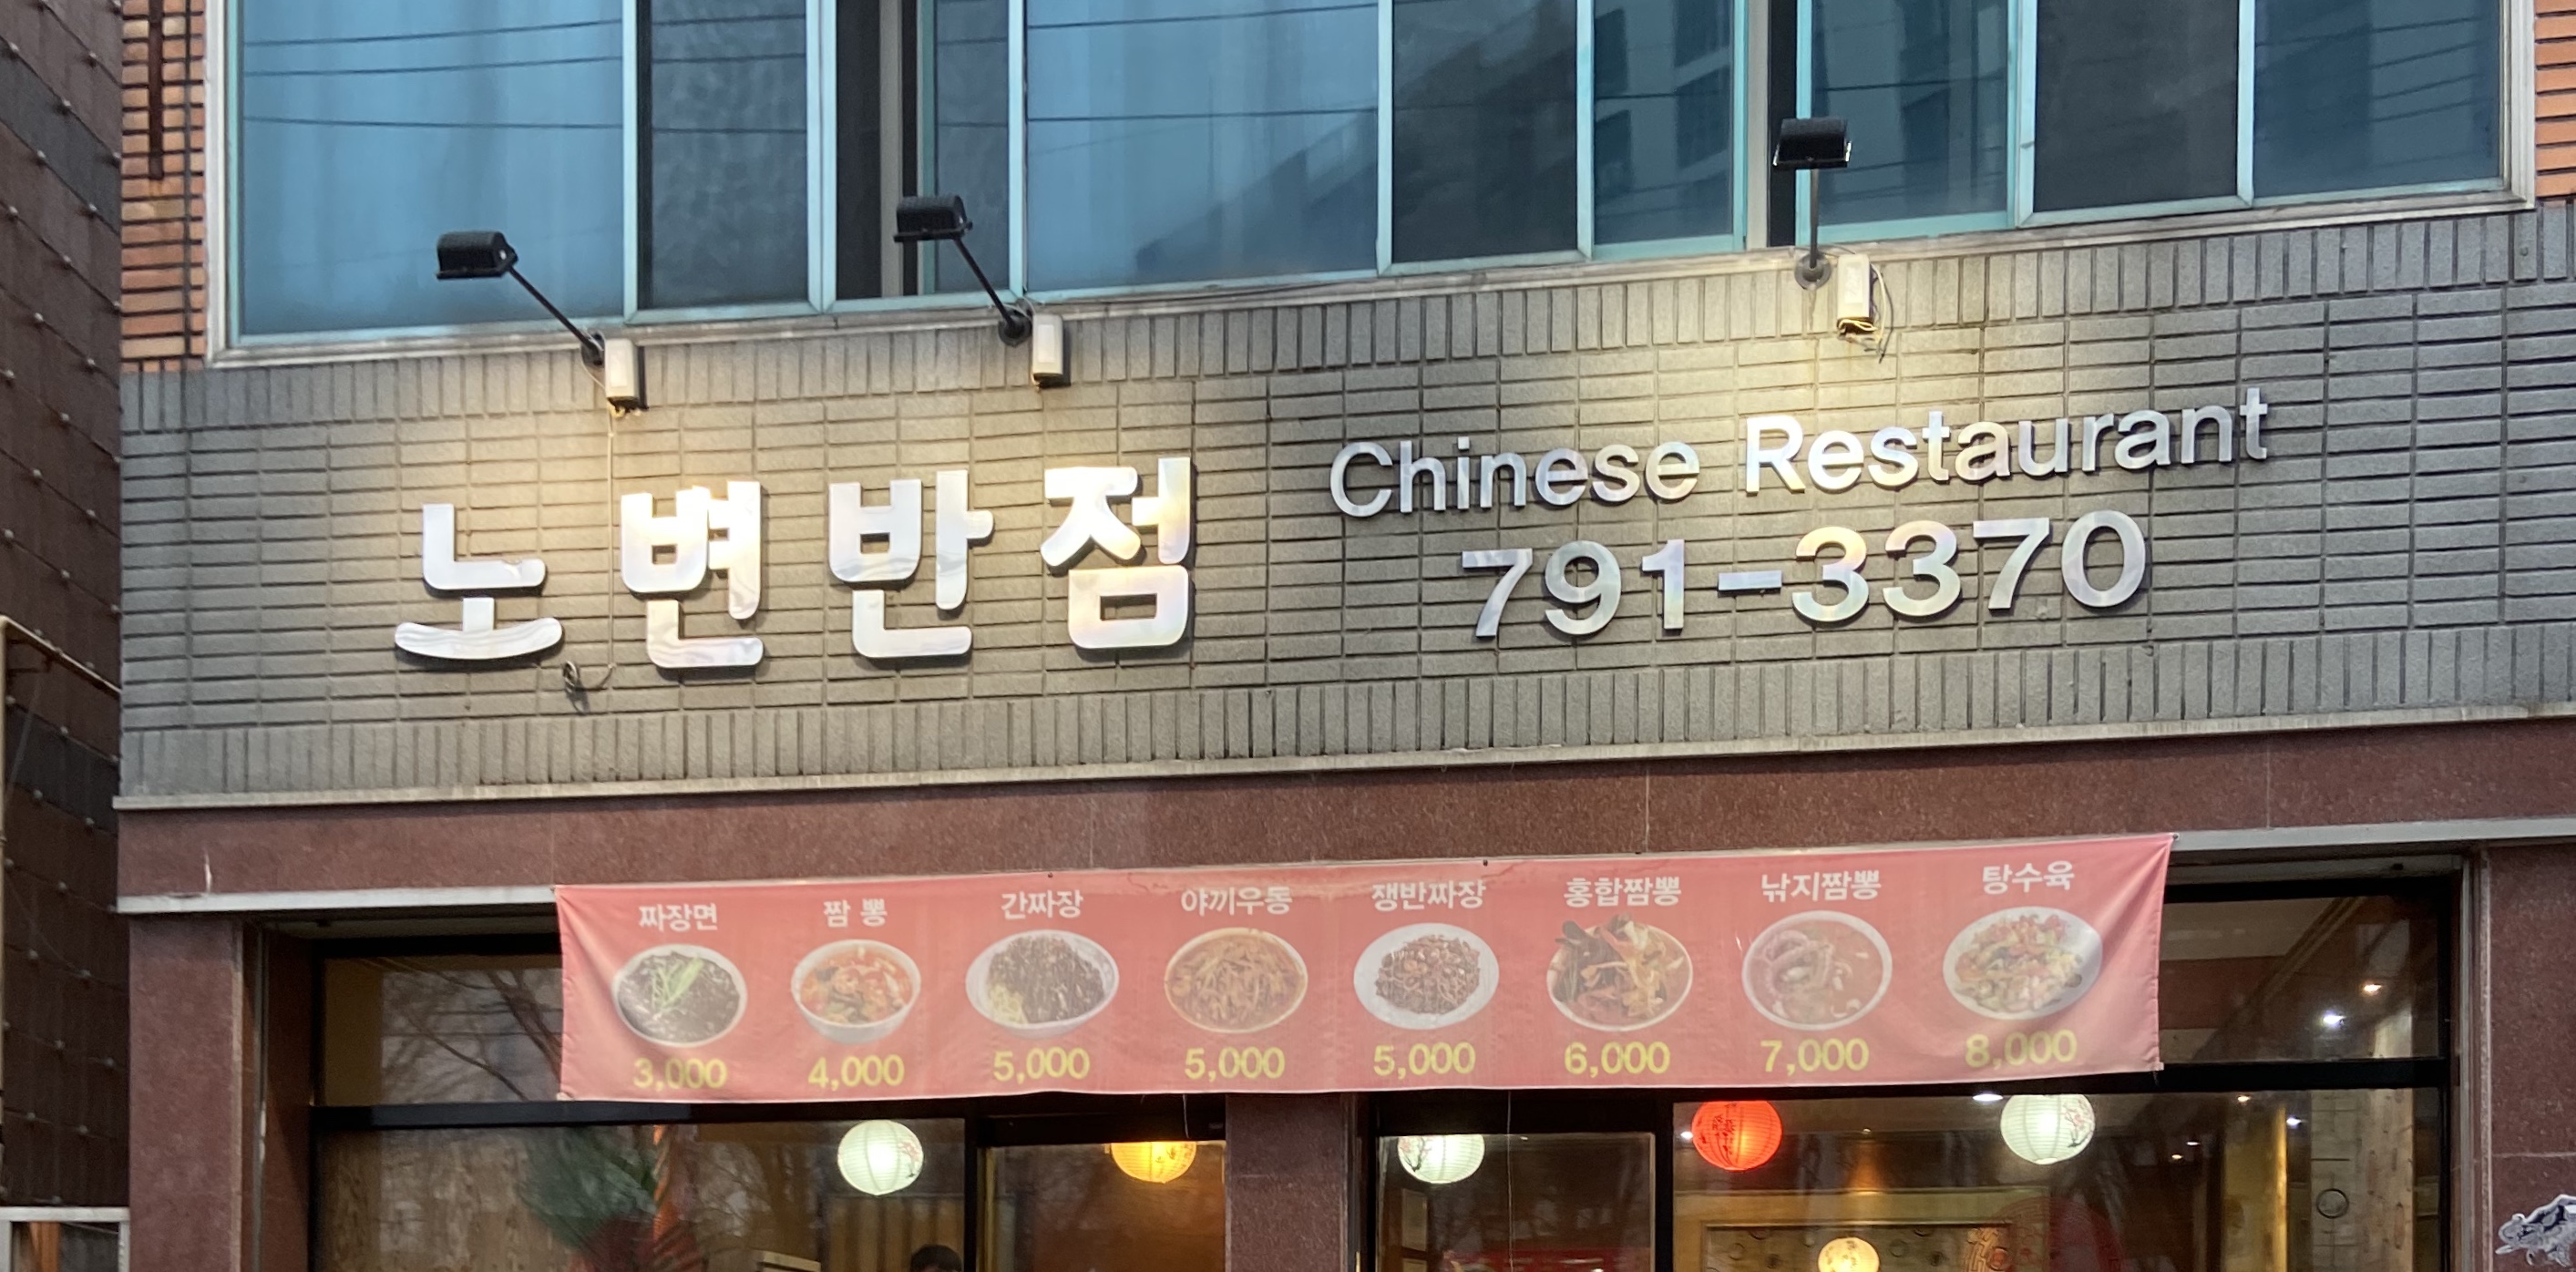 노변반점
Chinese Restaurant
791-3370
짜장면 짬뽕 간짜장 야끼우동 쟁반짜장 홍합짬뽕 낚지짬뽕 탕수육
3,000 4,000 5,000 5,000 5,000 6,000 7,000 8,000